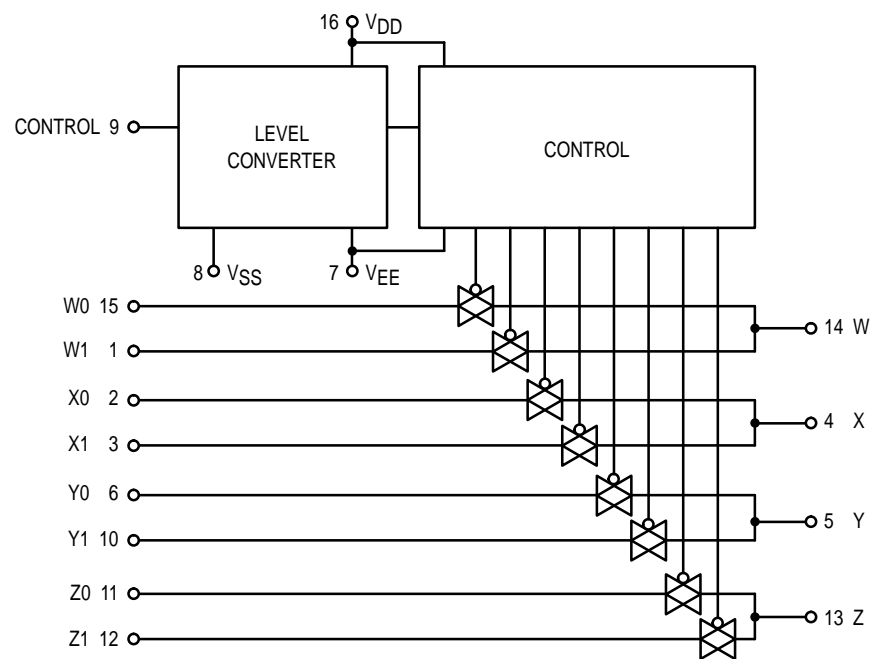 16 VDD
CONTROL 9
LEVEL
CONVERTER
CONTROL
8 VSS
7 VEE
W0 15
14 W
W1 1
X0 2
4 X
X1 3
Y0 6
5 Y
Y1 10
Z0 11
13 Z
Z1 12